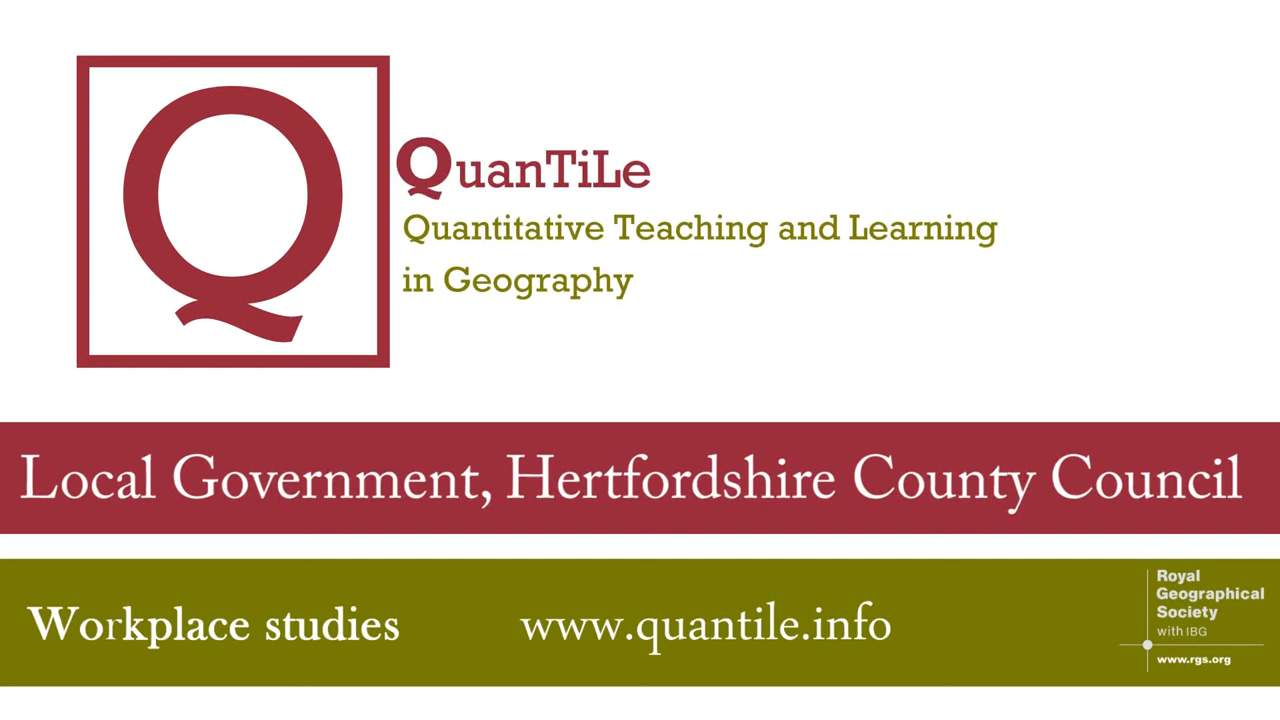 Q
QuanTiLe
Quantitative Teaching and Learning
in Geography
Local Government, Hertfordshire County Council
Workplace studies
www.quantile.info
Royal
Geographical
Society
with IBG
www.rgs.org